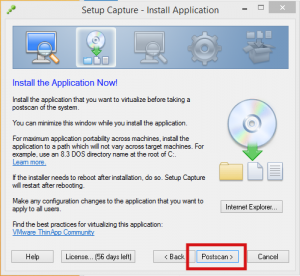 Setup Capture - Install Application
Install the Application Now!
Install the application that you want to virtualize before taking a
postscan of the system.
You can minimize this window while you install the application.
For maximum application portability across machines, install the
application to a path which will not vary across target machines. For
example, use an 8.3 DOS directory name at the root of C:.
Learn more.
If the installer needs to reboot after installation, do so. Setup Capture
will restart after rebooting.
Make any configuration changes to the application that you want to
apply to all users.
Internet Explorer...
Find the best practices for virtualizing this application:
VMware ThinApp Community
Help
License... (56 days left)
< Back
Postscan >
Cancel